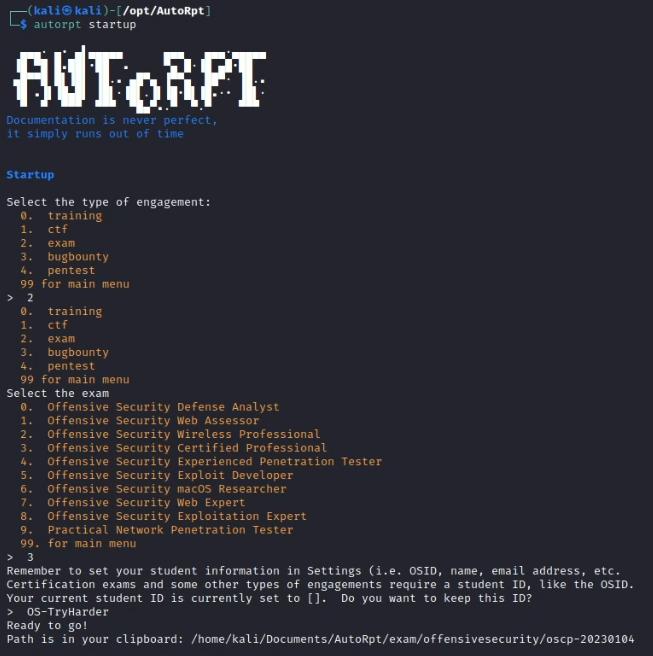 (kali㉿kali)-[/opt/AutoRpt]
$ autorpt startup
AutoRpt
Documentation is never perfect,
it simply runs out of time
Startup
Select the type of engagement:
0. training
1. ctf
2. exam
3. bugbounty
4. pentest
99 for main menu
> 2
0. training
1. ctf
2. exam
3. bugbounty
4. pentest
99 for main menu
Select the exam
0. Offensive Security Defense Analyst
1. Offensive Security Web Assessor
2. Offensive Security Wireless Professional
3. Offensive Security Certified Professional
4. Offensive Security Experienced Penetration Tester
5. Offensive Security Exploit Developer
6. Offensive Security macOS Researcher
7. Offensive Security Web Expert
8. Offensive Security Exploitation Expert
9. Practical Network Penetration Tester
99. for main menu
> 3
Remember to set your student information in Settings (i.e. OSID, name, email address, etc.
Certification exams and some other types of engagements require a student ID, like the OSID.
Your current student ID is currently set to []. Do you want to keep this ID?
> OS-TryHarder
Ready to go!
Path is in your clipboard: /home/kali/Documents/AutoRpt/exam/offensivesecurity/oscp-20230104